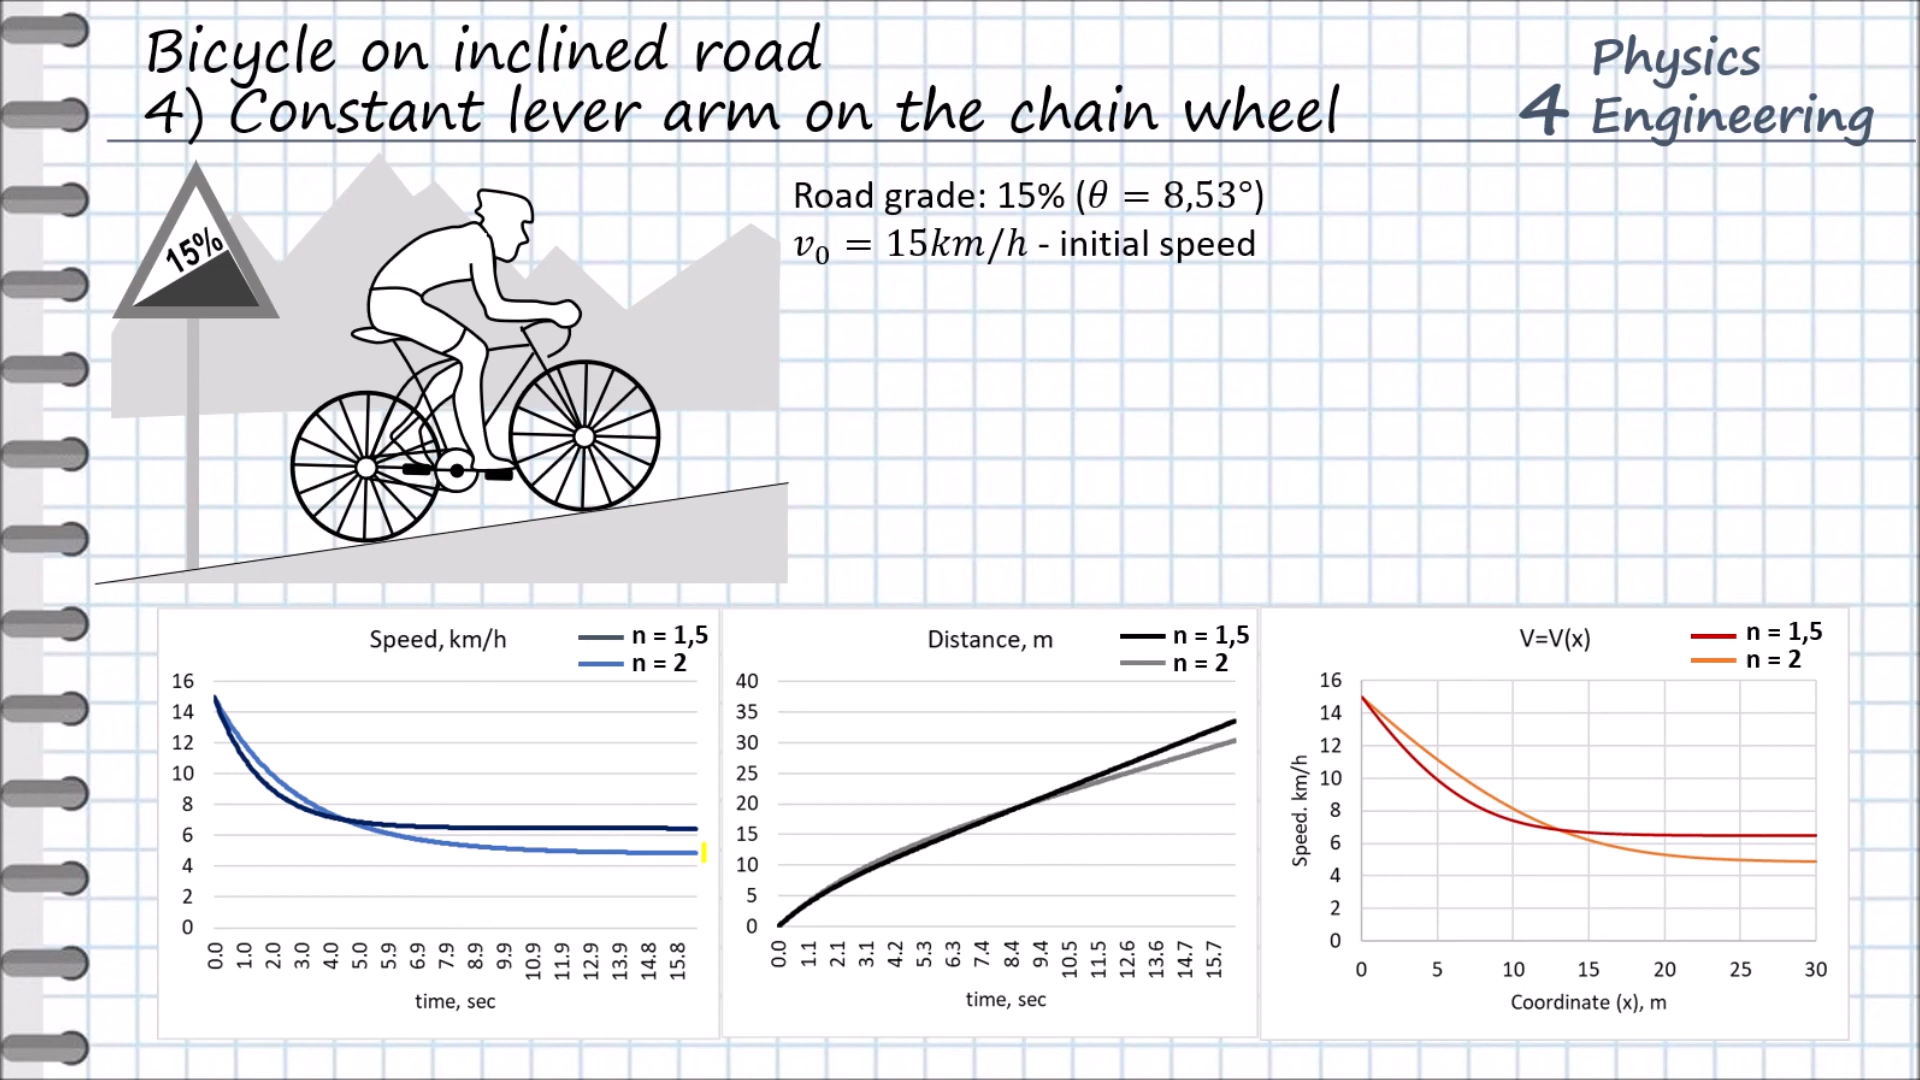 Bicycle on inclined road
4) Constant lever arm on the chain wheel
Physics
4 Engineering
15%
Road grade: 15% (θ = 8,53°)
v₀ = 15km/h - initial speed
Speed, km/h
n = 1,5
n = 2
16
14
12
10
8
6
4
2
0
0.0 1.0 2.0 3.0 4.0 5.0 5.9 6.9 7.9 8.9 9.9 10.9 11.9 12.9 13.9 14.8 15.8
time, sec
Distance, m
n = 1,5
n = 2
40
35
30
25
20
15
10
5
0
0.0 1.1 2.1 3.1 4.2 5.3 6.3 7.4 8.4 9.4 10.5 11.5 12.6 13.6 14.7 15.7
time, sec
V=V(x)
n = 1,5
n = 2
Speed. km/h
16
14
12
10
8
6
4
2
0
0 5 10 15 20 25 30
Coordinate (x), m